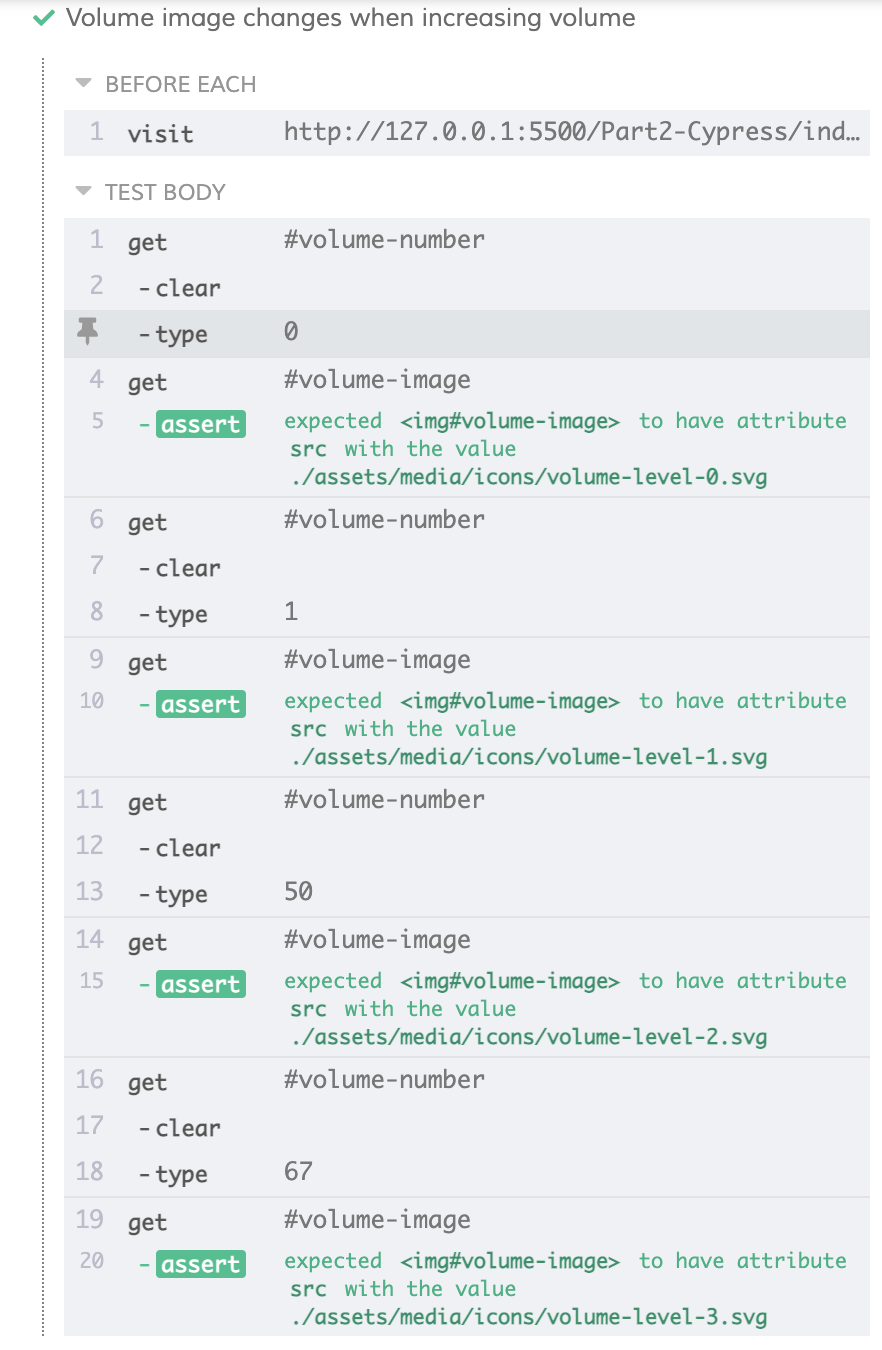 Volume image changes when increasing volume
BEFORE EACH
1 visit http://127.0.0.1:5500/Part2-Cypress/ind…
TEST BODY
1 get #volume-number
2 -clear
-type 0
4 get #volume-image
5 -assert expected <img#volume-image> to have attribute
src with the value
./assets/media/icons/volume-level-0.svg
6 get #volume-number
7 -clear
8 -type 1
9 get #volume-image
10 -assert expected <img#volume-image> to have attribute
src with the value
./assets/media/icons/volume-level-1.svg
11 get #volume-number
12 -clear
13 -type 50
14 get #volume-image
15 -assert expected <img#volume-image> to have attribute
src with the value
./assets/media/icons/volume-level-2.svg
16 get #volume-number
17 -clear
18 -type 67
19 get #volume-image
20 -assert expected <img#volume-image> to have attribute
src with the value
./assets/media/icons/volume-level-3.svg